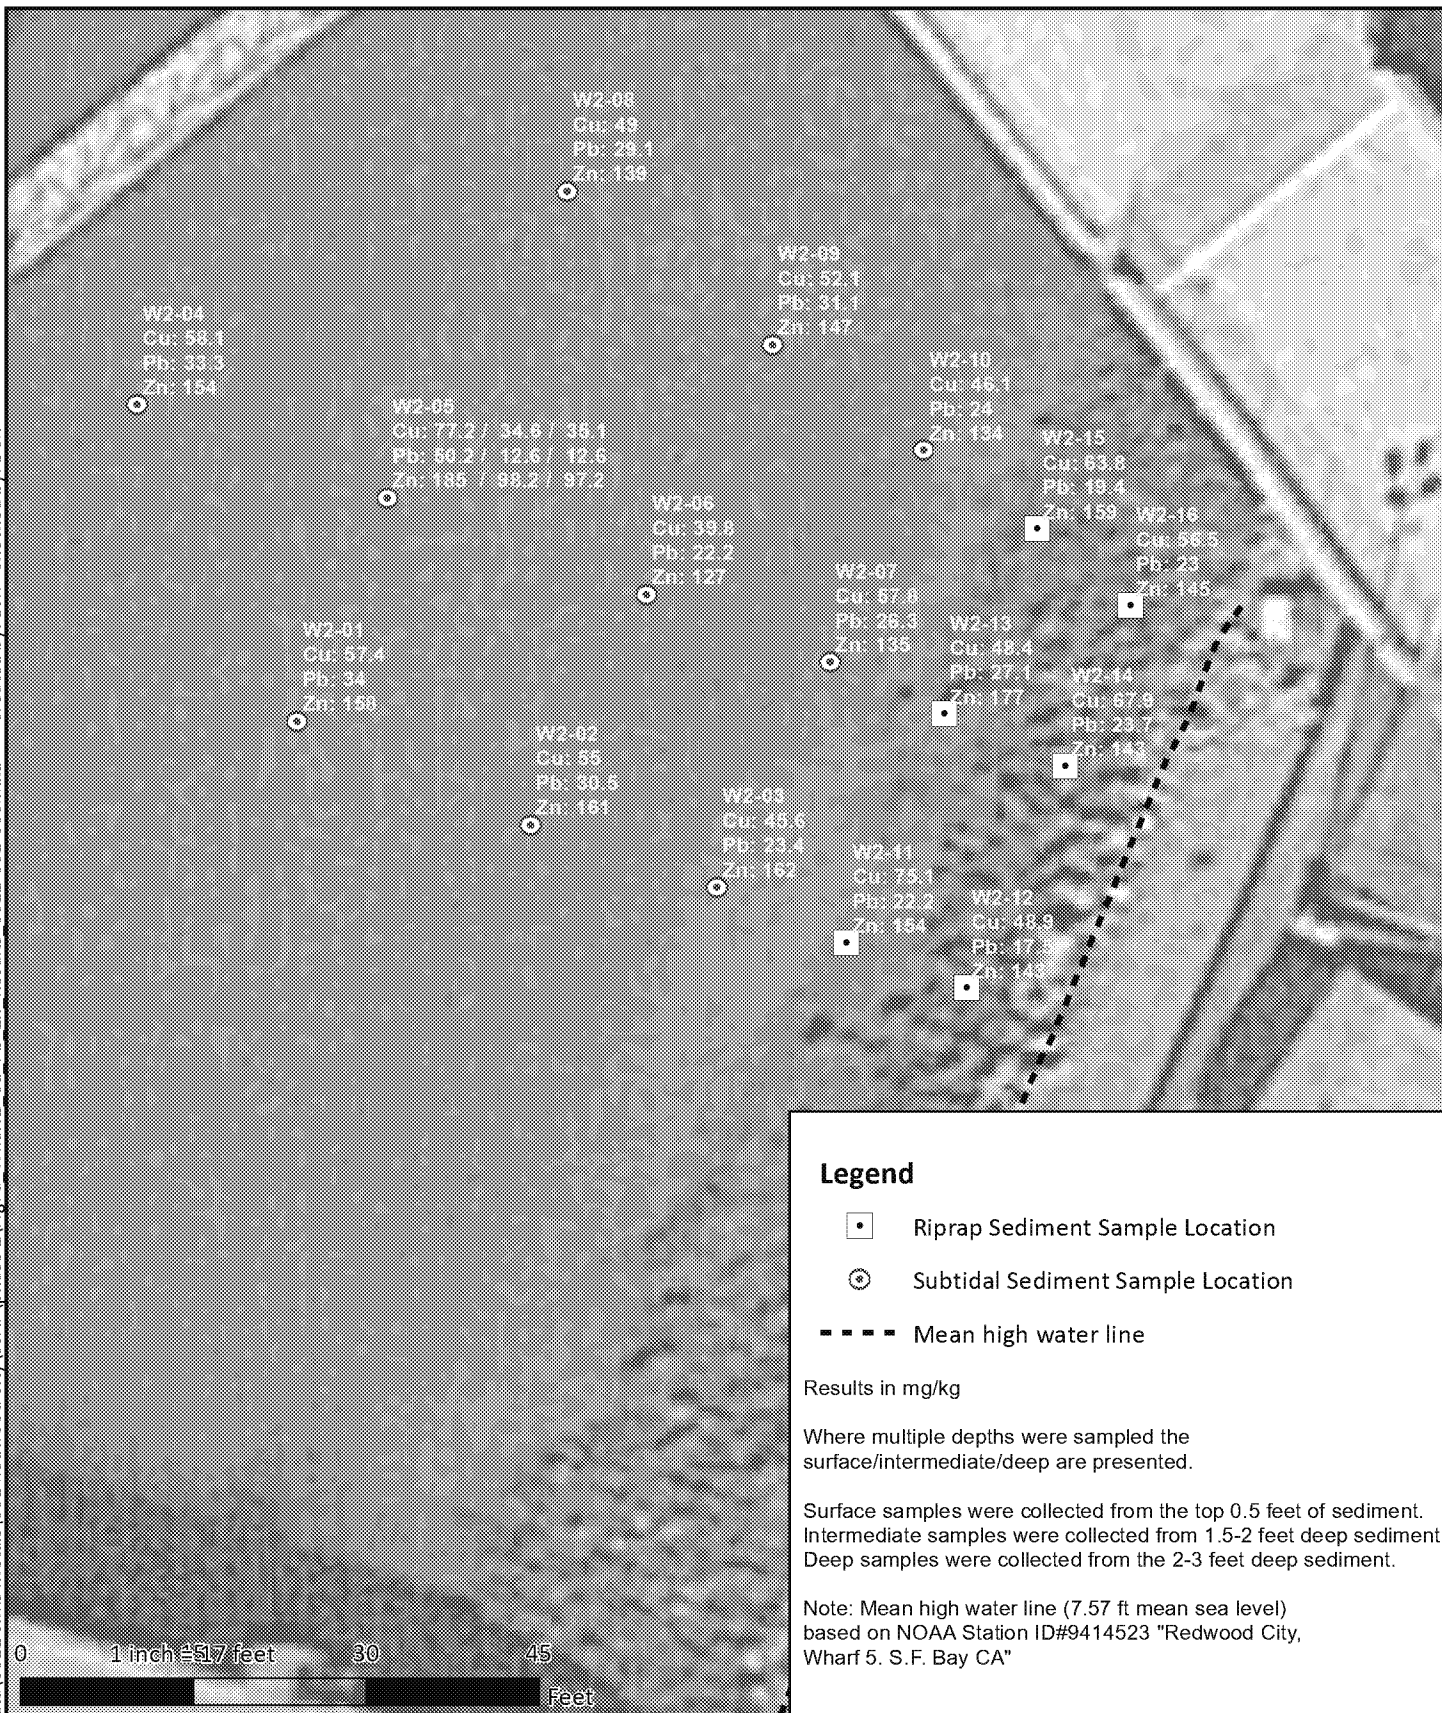 W2-08
Cu: 49
Pb: 29.1
Zn: 139
W2-09
Cu: 52.1
Pb: 31.1
Zn: 147
W2-04
Cu: 58.1
Pb: 33.3
Zn: 154
W2-10
Cu: 46.1
Pb: 24
Zn: 134
W2-05
Cu: 77.2 / 34.6 / 35.1
Pb: 50.2 / 12.6 / 12.6
Zn: 185 / 98.2 / 97.2
W2-15
Cu: 63.8
Pb: 19.4
Zn: 159
W2-16
Cu: 56.5
Pb: 23
Zn: 145
W2-06
Cu: 39.9
Pb: 22.2
Zn: 127
W2-07
Cu: 57.8
Pb: 26.3
Zn: 135
W2-13
Cu: 48.4
Pb: 27.1
Zn: 177
W2-01
Cu: 57.4
Pb: 34
Zn: 158
W2-14
Cu: 67.9
Pb: 23.7
Zn: 143
W2-02
Cu: 55
Pb: 30.5
Zn: 161
W2-03
Cu: 45.6
Pb: 23.4
Zn: 162
W2-11
Cu: 75.1
Pb: 22.2
Zn: 154
W2-12
Cu: 48.9
Pb: 17.5
Zn: 143
Legend
Riprap Sediment Sample Location
Subtidal Sediment Sample Location
Mean high water line
Results in mg/kg
Where multiple depths were sampled the
surface/intermediate/deep are presented.
Surface samples were collected from the top 0.5 feet of sediment.
Intermediate samples were collected from 1.5-2 feet deep sediment
Deep samples were collected from the 2-3 feet deep sediment.
Note: Mean high water line (7.57 ft mean sea level)
based on NOAA Station ID#9414523 "Redwood City,
Wharf 5. S.F. Bay CA"
0 15 30 45
1 inch = 17 feet
Feet